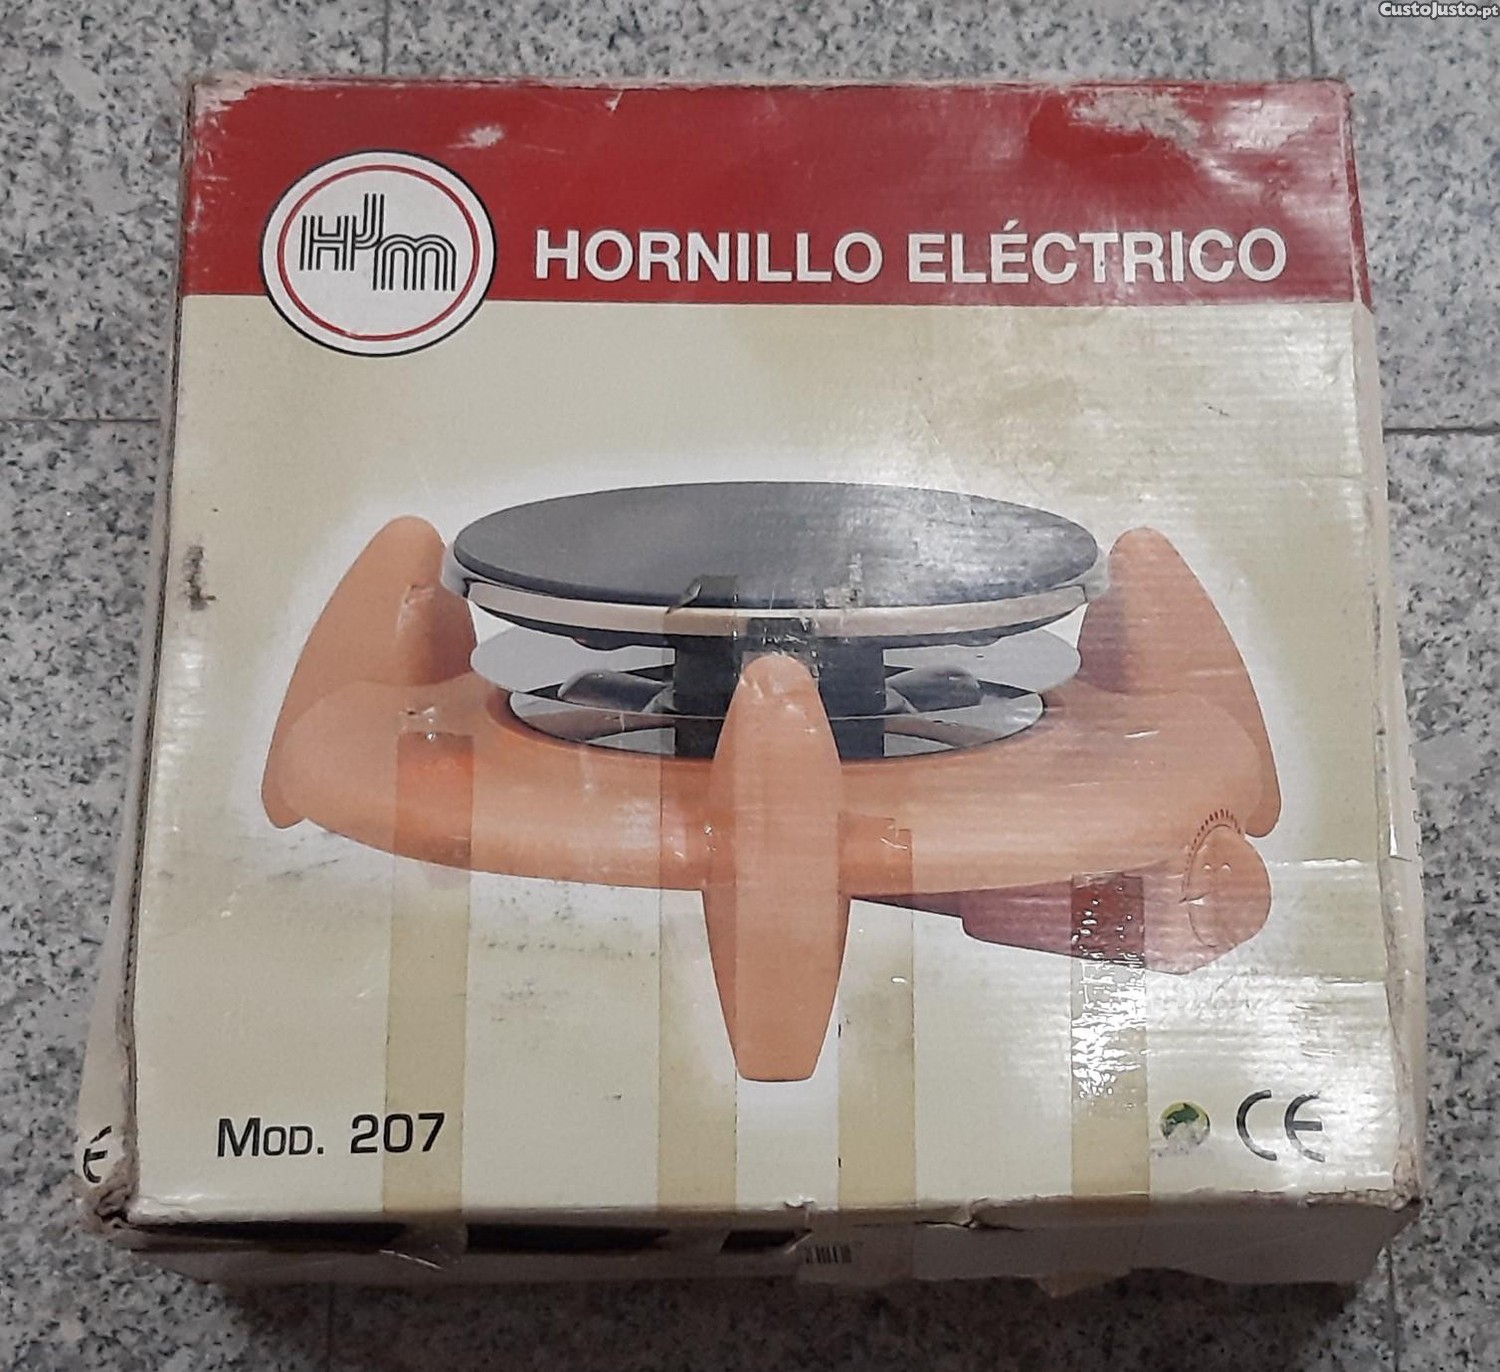 CustoJusto.pt
HJm
HORNILLO ELÉCTRICO
MOD. 207
CE